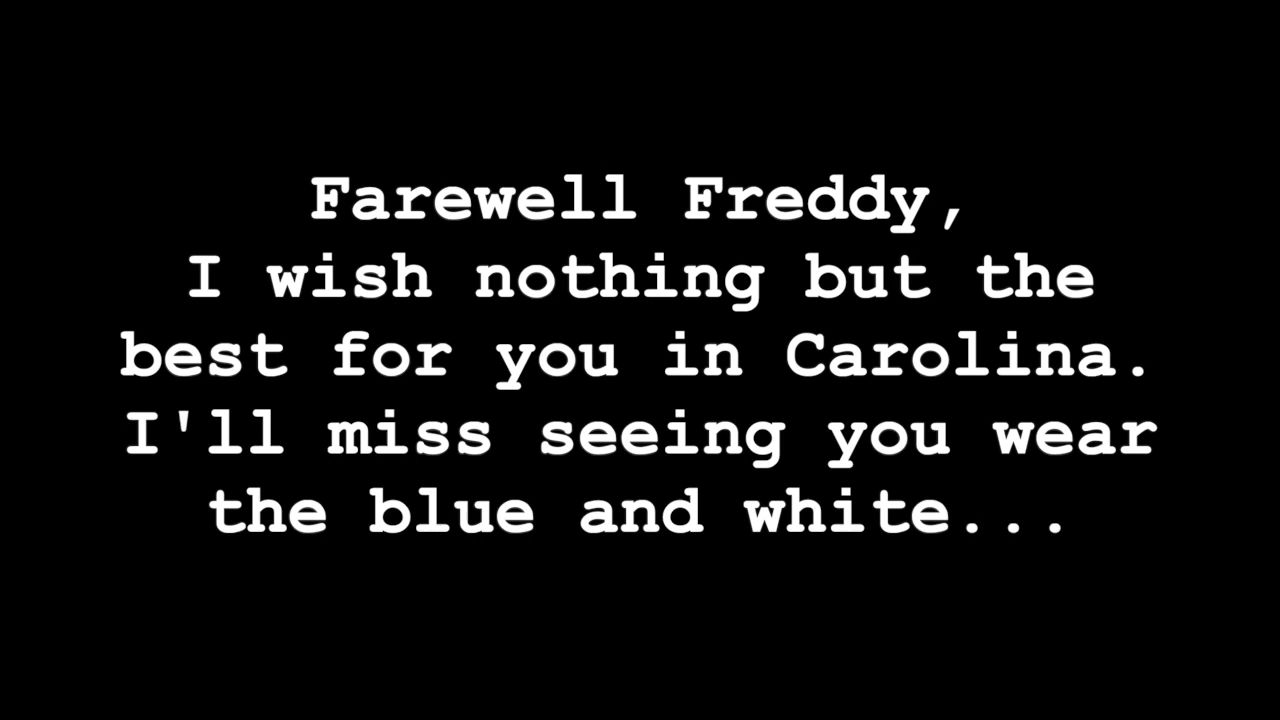 Farewell Freddy,
I wish nothing but the
best for you in Carolina.
I'll miss seeing you wear
the blue and white...